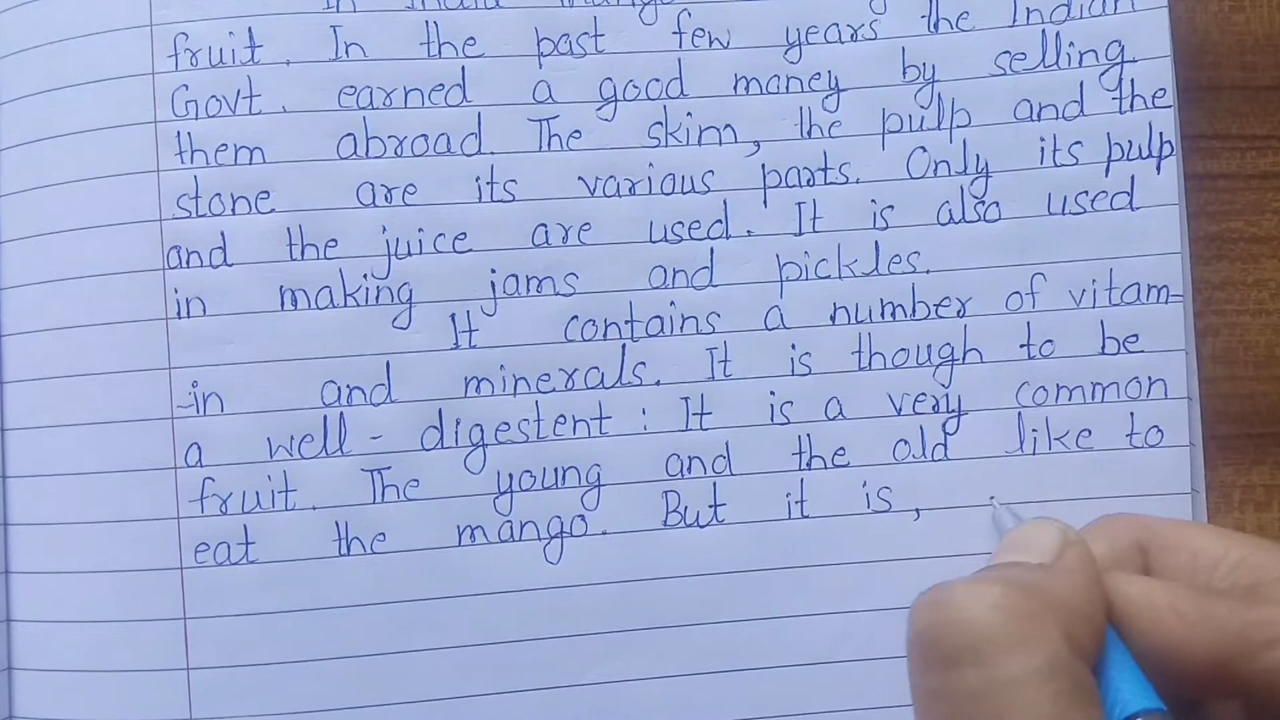 In India mango
fruit. In the past few years the Indian
Govt. earned a good money by selling
them abroad. The skim, the pulp and the
stone are its various parts. Only its pulp
and the juice are used. It is also used
in making jams and pickles.
It contains a number of vitam-
-in and minerals. It is though to be
a well-digestent: It is a very common
fruit. The young and the old like to
eat the mango. But it is,